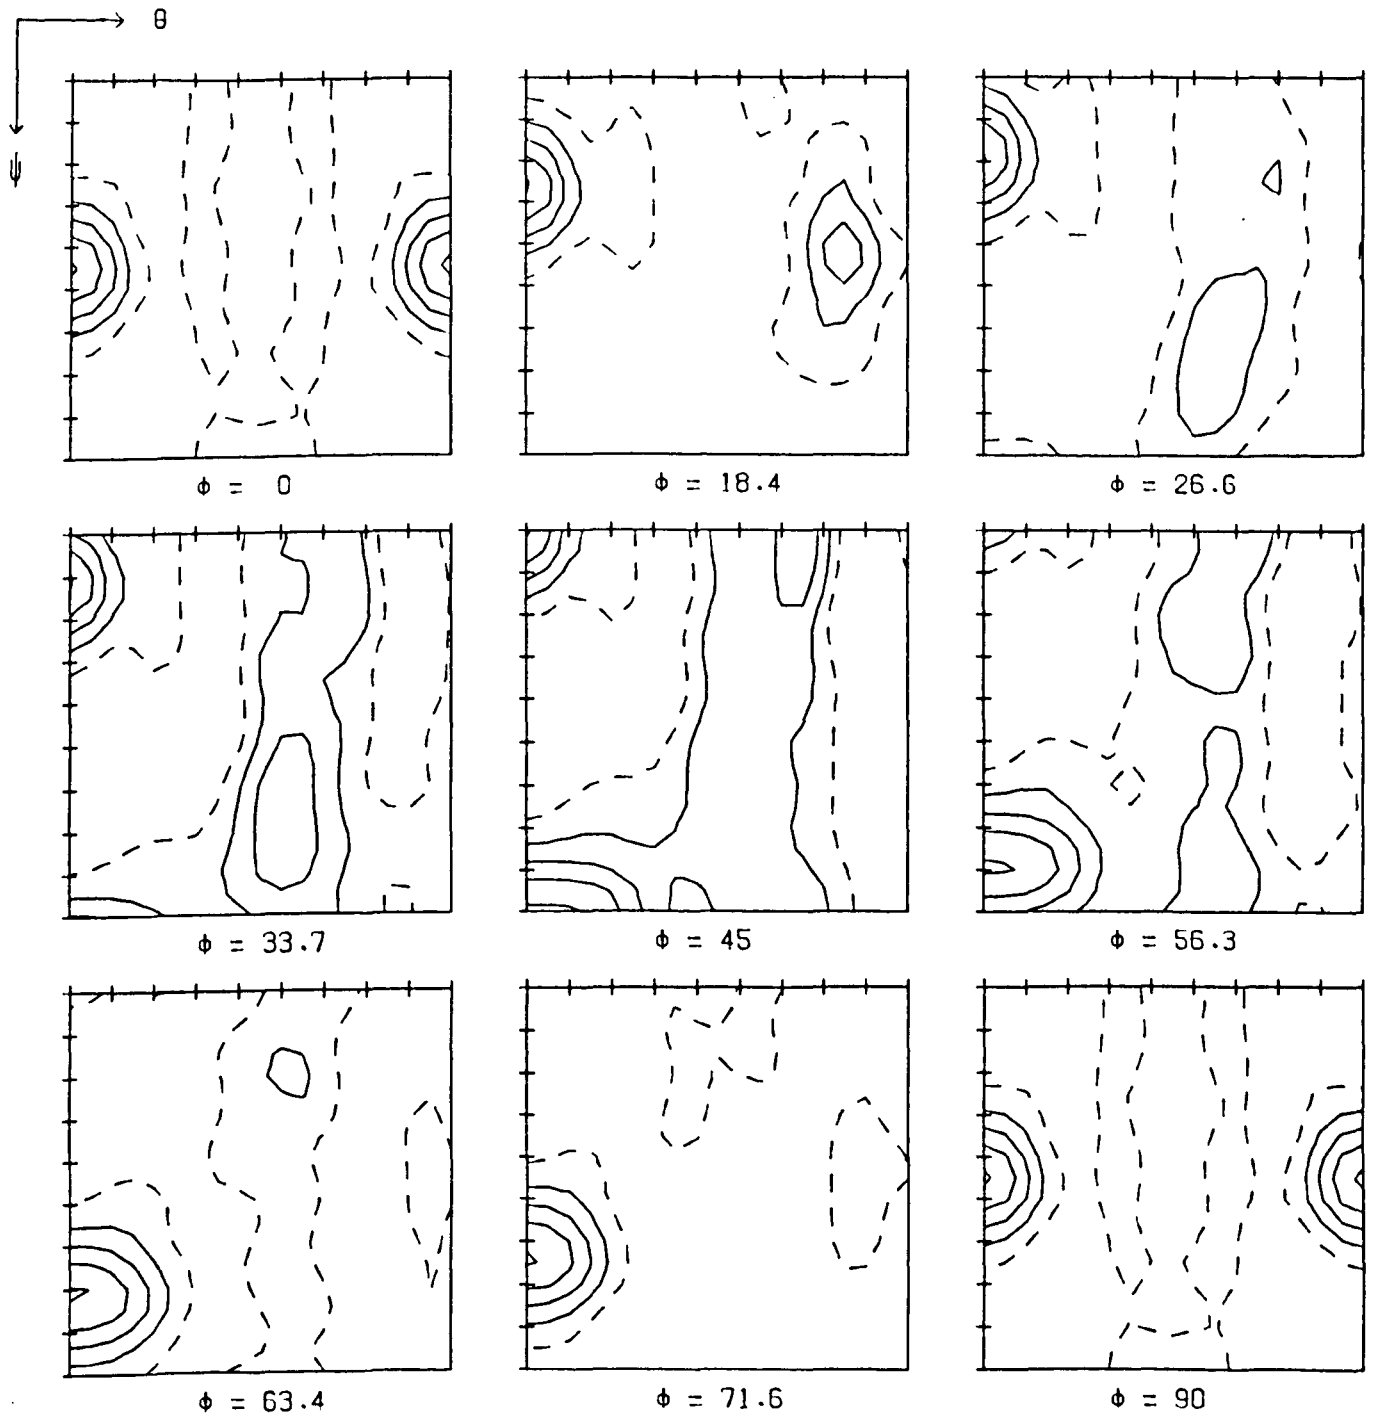 θ
ψ
ϕ = 0
ϕ = 18.4
ϕ = 26.6
ϕ = 33.7
ϕ = 45
ϕ = 56.3
ϕ = 63.4
ϕ = 71.6
ϕ = 90